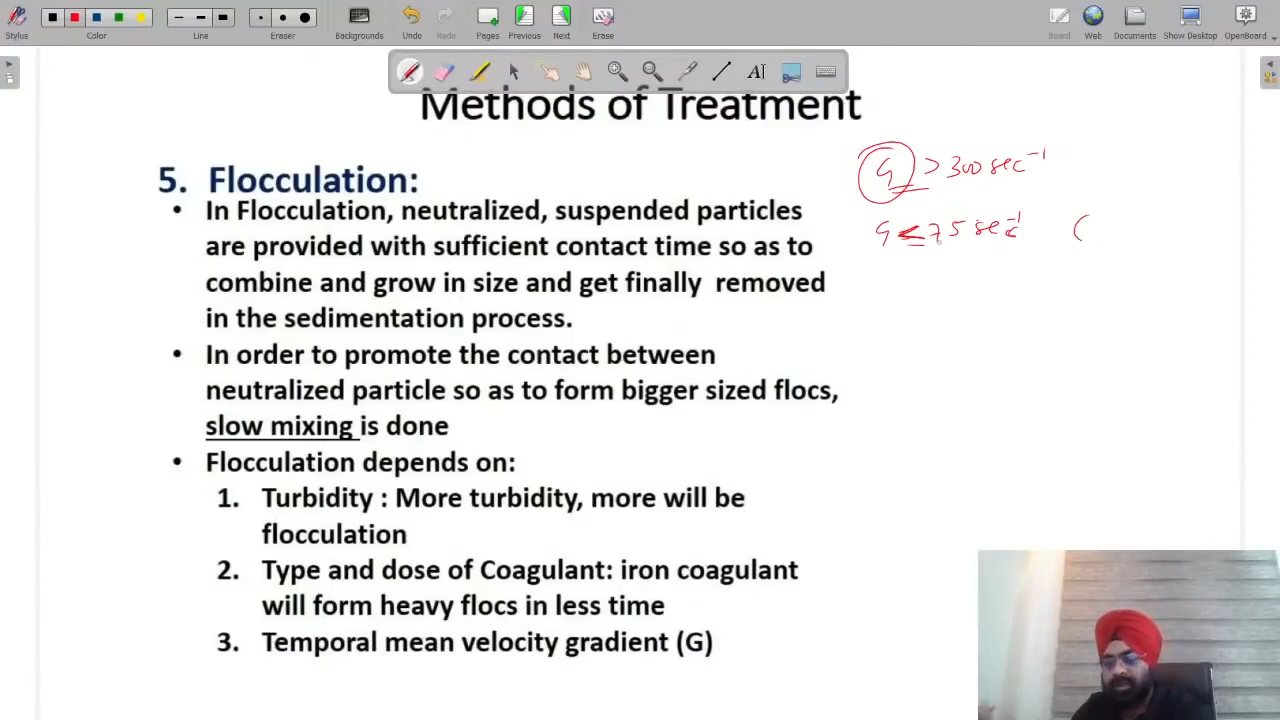 Stylus
Color
Line
Eraser
Backgrounds
Undo
Redo
Pages
Previous
Next
Erase
Board
Web
Documents
Show Desktop
OpenBoard
Methods of Treatment
5. Flocculation:
• In Flocculation, neutralized, suspended particles
are provided with sufficient contact time so as to
combine and grow in size and get finally removed
in the sedimentation process.
• In order to promote the contact between
neutralized particle so as to form bigger sized flocs,
slow mixing is done
• Flocculation depends on:
1. Turbidity : More turbidity, more will be
flocculation
2. Type and dose of Coagulant: iron coagulant
will form heavy flocs in less time
3. Temporal mean velocity gradient (G)
G > 300 sec⁻¹
G ≤ 75 sec⁻¹ (